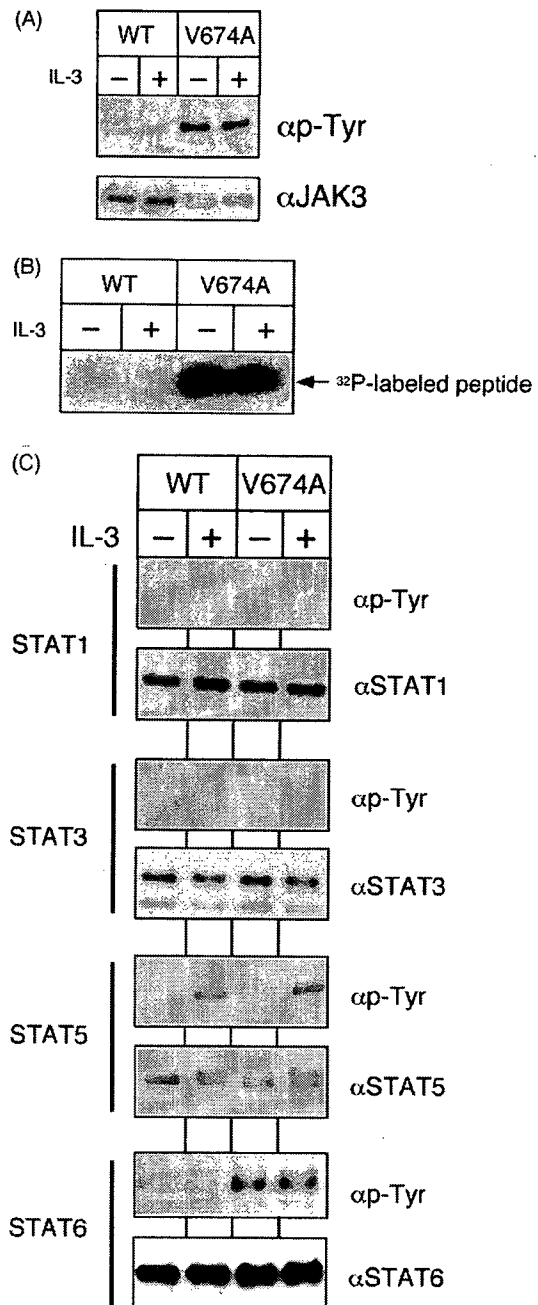 (A)
WT V674A
IL-3 − + − +
αp-Tyr
αJAK3
(B)
WT V674A
IL-3 − + − +
³²P-labeled peptide
(C)
WT V674A
IL-3 − + − +
αp-Tyr
STAT1
αSTAT1
αp-Tyr
STAT3
αSTAT3
αp-Tyr
STAT5
αSTAT5
αp-Tyr
STAT6
αSTAT6